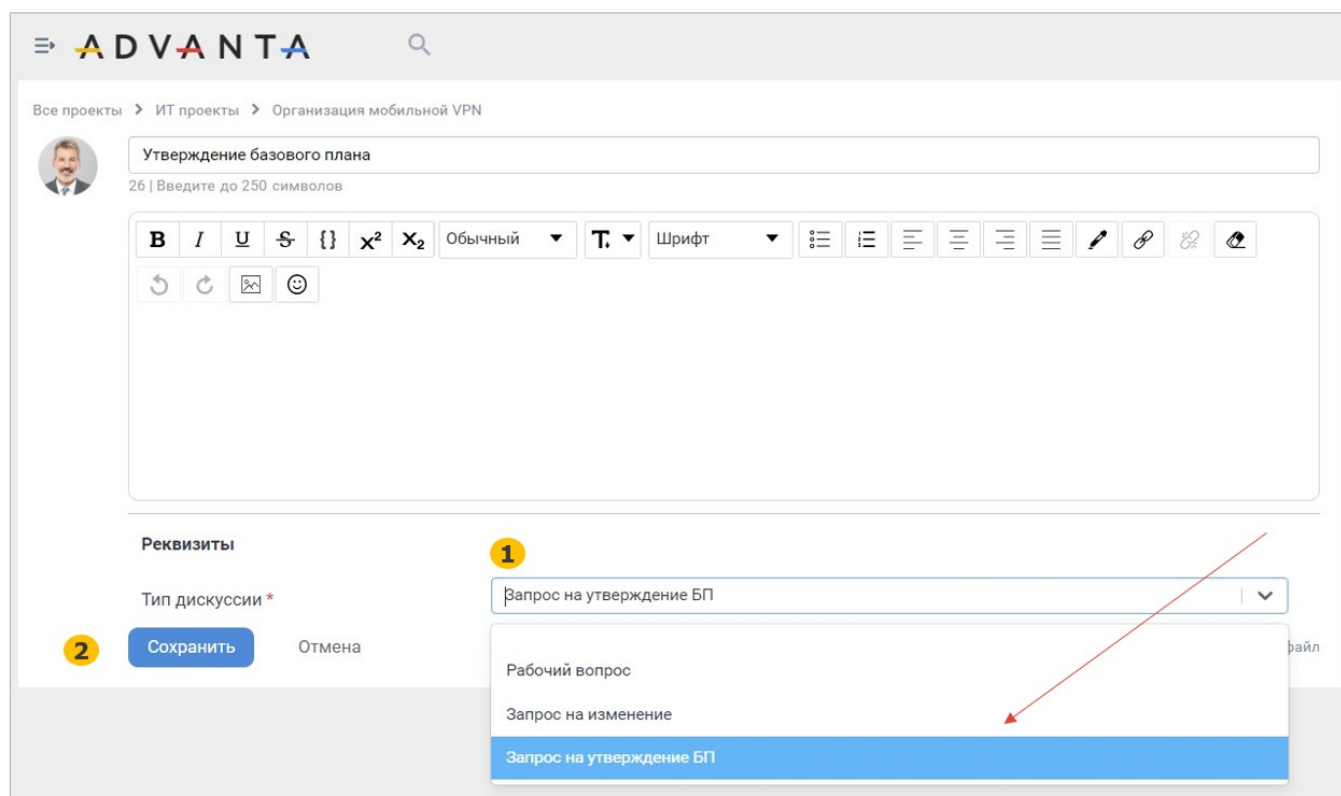 ADVANTA
Все проекты > ИТ проекты > Организация мобильной VPN
Утверждение базового плана
26 | Введите до 250 символов
B I U S {} x² x₂ Обычный T Шрифт
Реквизиты
1
Тип дискуссии *
Запрос на утверждение БП
2
Сохранить Отмена
файл
Рабочий вопрос
Запрос на изменение
Запрос на утверждение БП